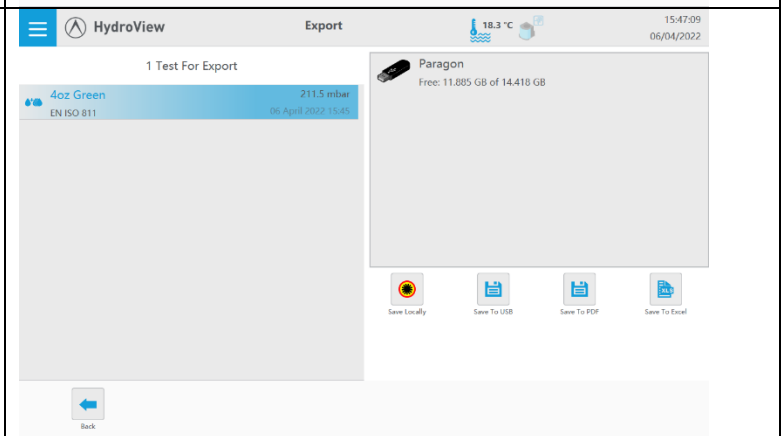 HydroView
Export
18.3 °C
15:47:09
06/04/2022
1 Test For Export
4oz Green
211.5 mbar
EN ISO 811
06 April 2022 15:45
Paragon
Free: 11.885 GB of 14.418 GB
Save Locally
Save To USB
Save To PDF
Save To Excel
Back